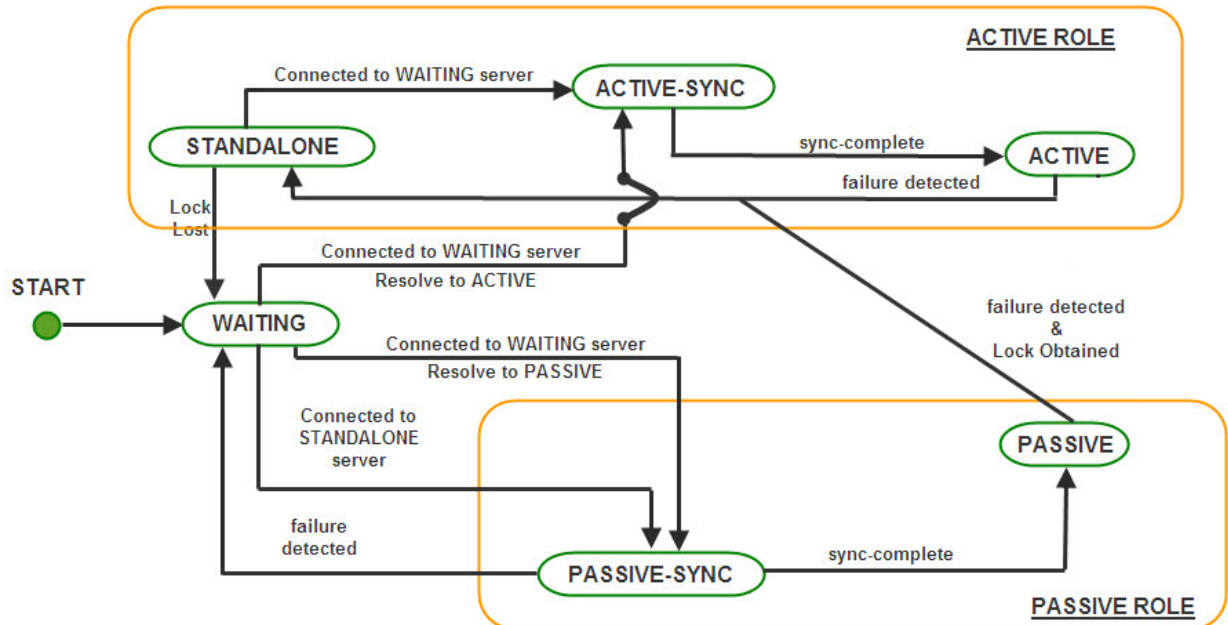 ACTIVE ROLE
Connected to WAITING server
ACTIVE-SYNC
STANDALONE
sync-complete
ACTIVE
failure detected
Lock
Lost
Connected to WAITING server
Resolve to ACTIVE
START
WAITING
failure detected
&
Lock Obtained
Connected to WAITING server
Resolve to PASSIVE
Connected to
STANDALONE
server
PASSIVE
failure
detected
sync-complete
PASSIVE-SYNC
PASSIVE ROLE